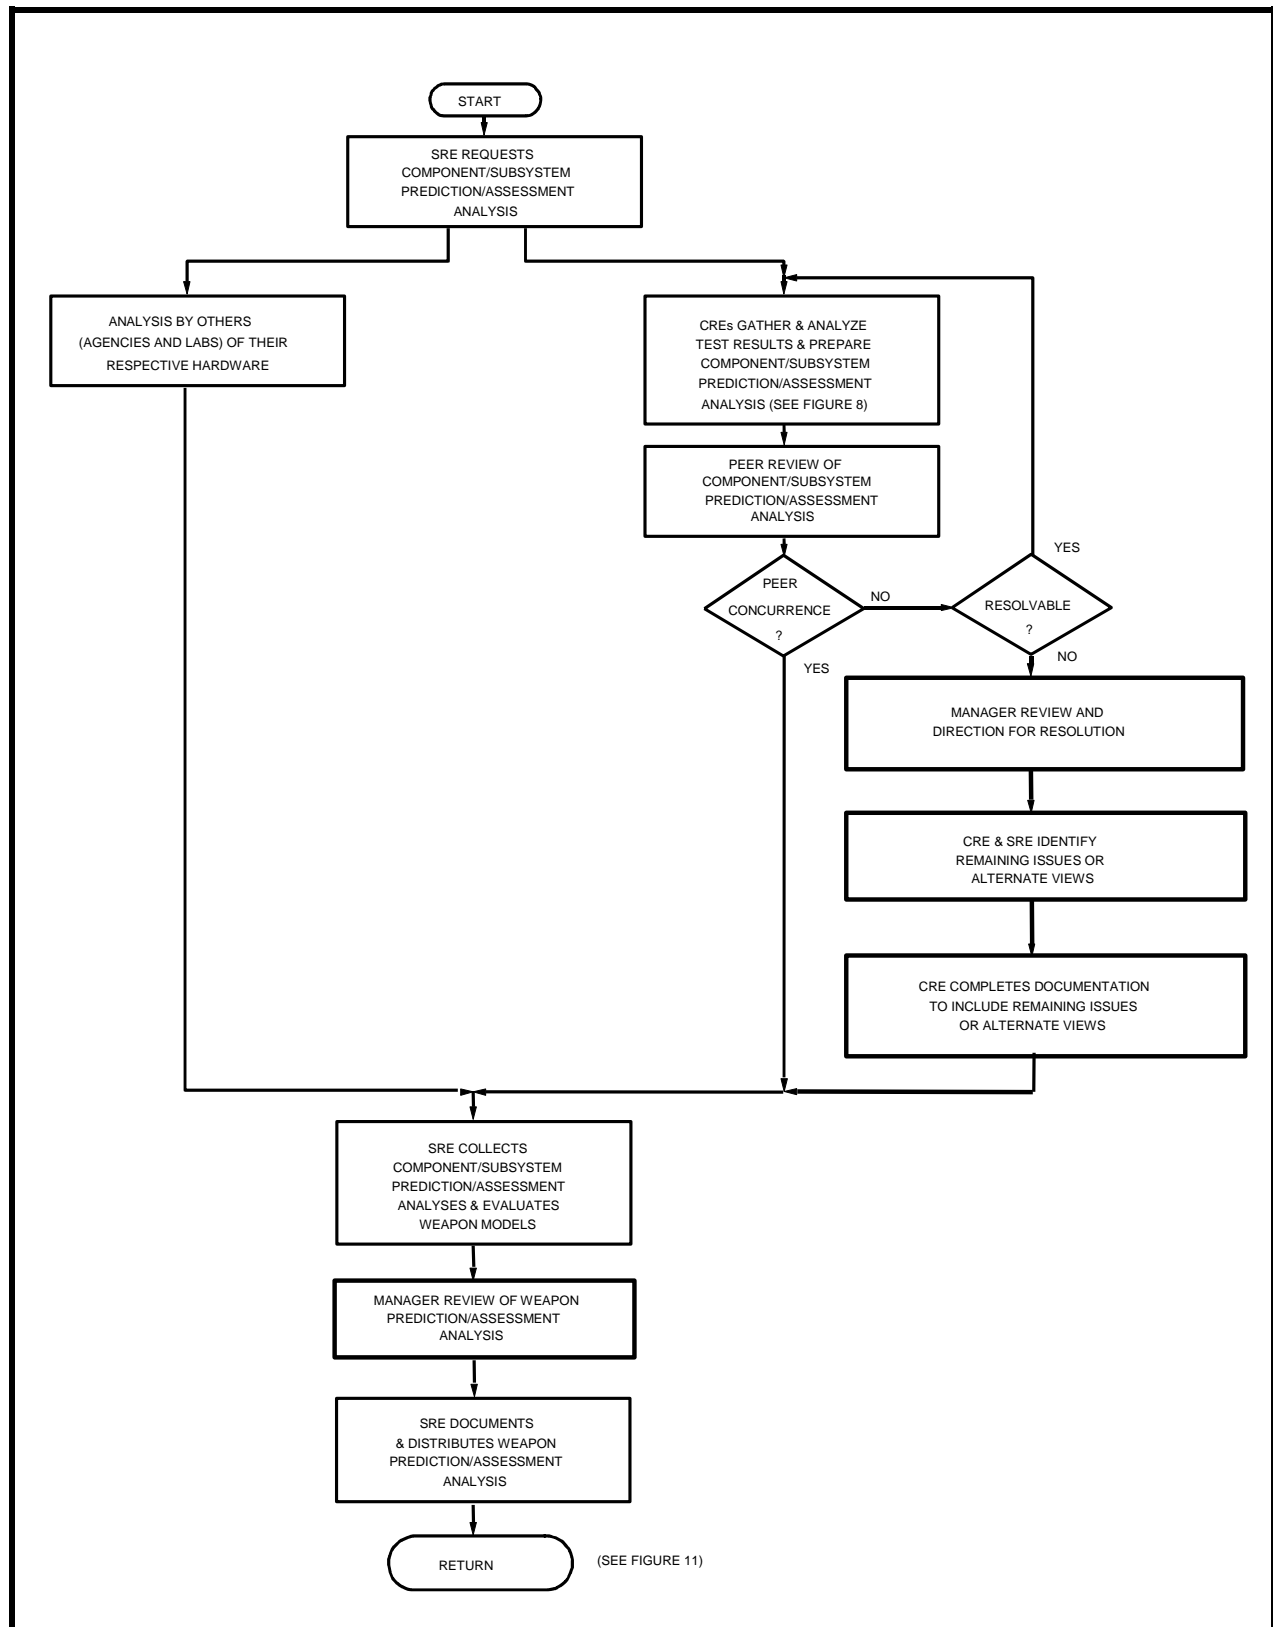 START
SRE REQUESTS
COMPONENT/SUBSYSTEM
PREDICTION/ASSESSMENT
ANALYSIS
ANALYSIS BY OTHERS
(AGENCIES AND LABS) OF THEIR
RESPECTIVE HARDWARE
CREs GATHER & ANALYZE
TEST RESULTS & PREPARE
COMPONENT/SUBSYSTEM
PREDICTION/ASSESSMENT
ANALYSIS (SEE FIGURE 8)
PEER REVIEW OF
COMPONENT/SUBSYSTEM
PREDICTION/ASSESSMENT
ANALYSIS
PEER
CONCURRENCE
?
NO
YES
RESOLVABLE
?
YES
NO
MANAGER REVIEW AND
DIRECTION FOR RESOLUTION
CRE & SRE IDENTIFY
REMAINING ISSUES OR
ALTERNATE VIEWS
CRE COMPLETES DOCUMENTATION
TO INCLUDE REMAINING ISSUES
OR ALTERNATE VIEWS
SRE COLLECTS
COMPONENT/SUBSYSTEM
PREDICTION/ASSESSMENT
ANALYSES & EVALUATES
WEAPON MODELS
MANAGER REVIEW OF WEAPON
PREDICTION/ASSESSMENT
ANALYSIS
SRE DOCUMENTS
& DISTRIBUTES WEAPON
PREDICTION/ASSESSMENT
ANALYSIS
RETURN
(SEE FIGURE 11)